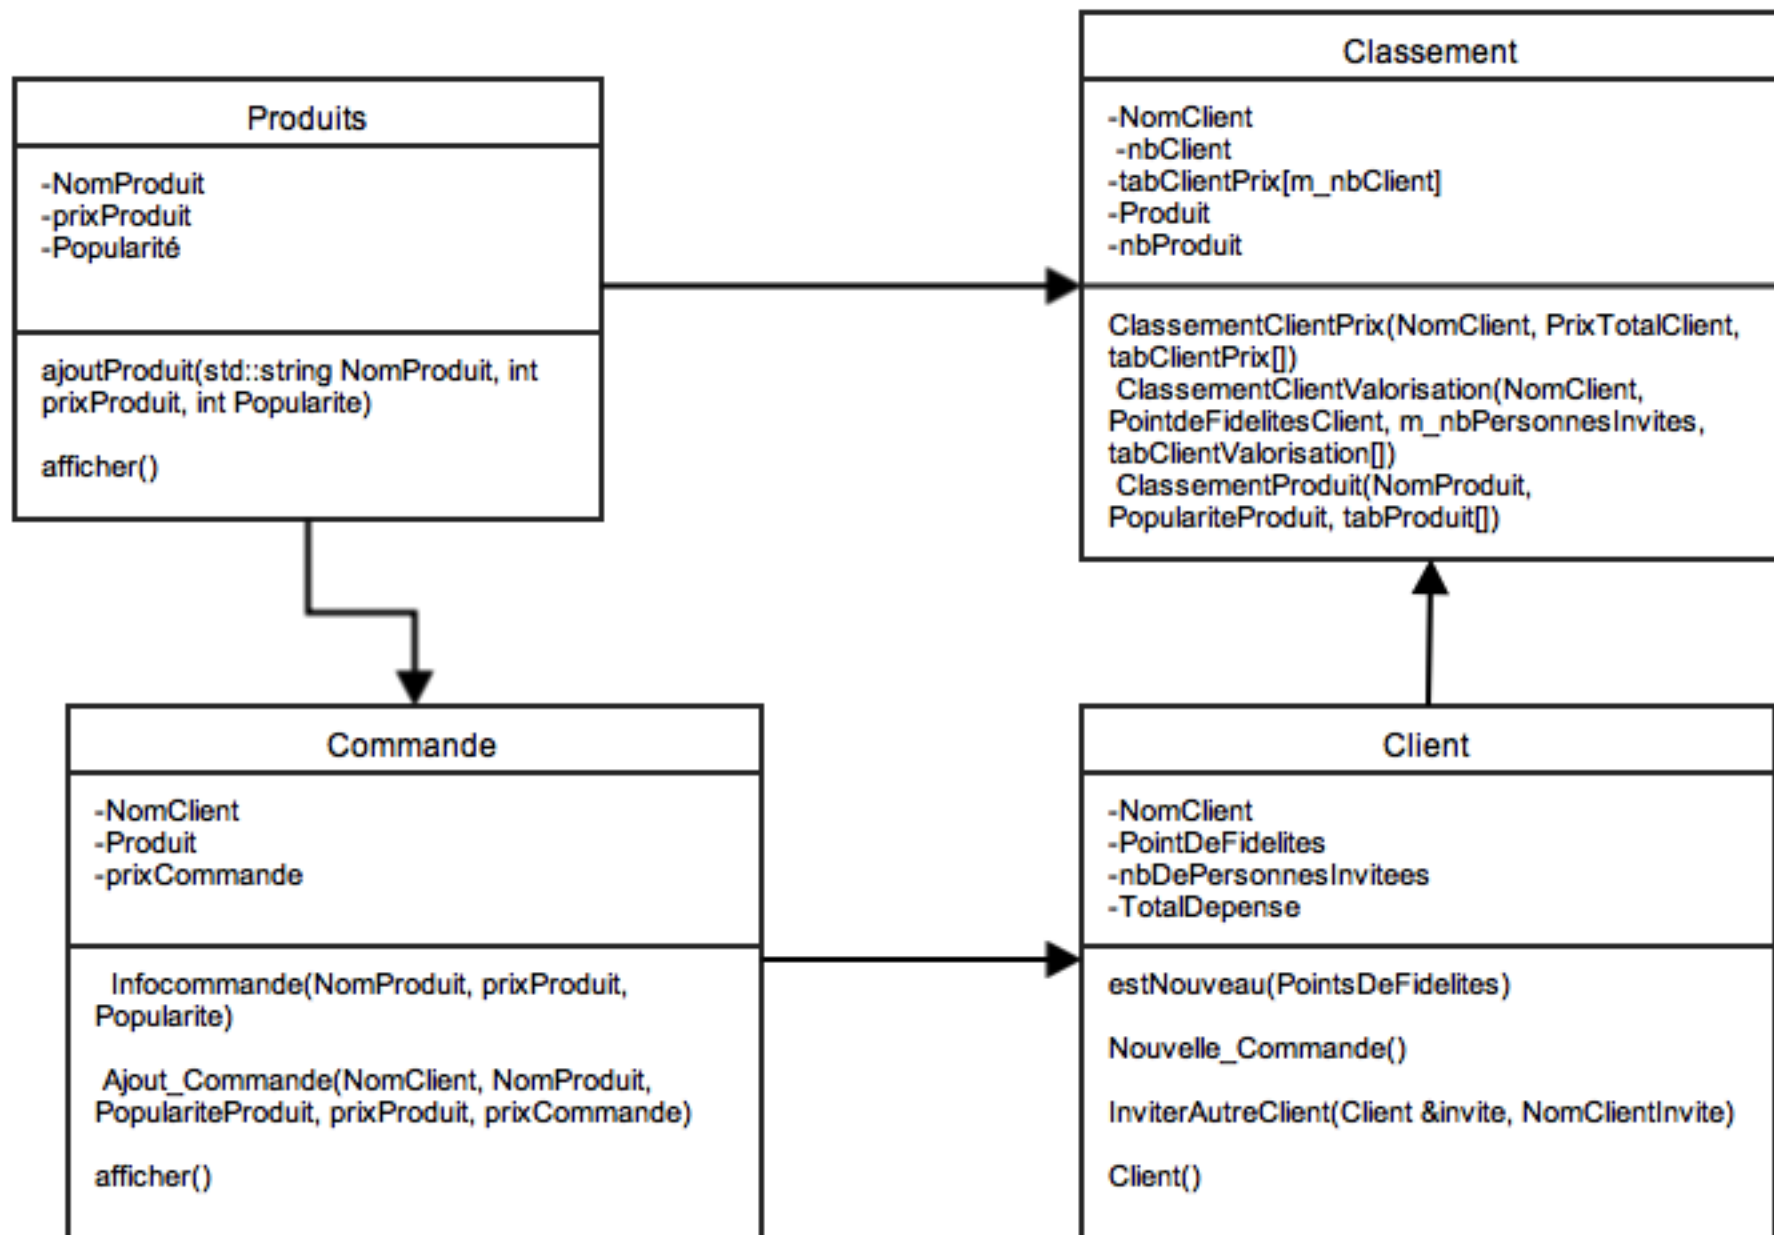 Produits
-NomProduit
-prixProduit
-Popularité
ajoutProduit(std::string NomProduit, int
prixProduit, int Popularite)
afficher()
Classement
-NomClient
-nbClient
-tabClientPrix[m_nbClient]
-Produit
-nbProduit
ClassementClientPrix(NomClient, PrixTotalClient,
tabClientPrix[])
ClassementClientValorisation(NomClient,
PointdeFidelitesClient, m_nbPersonnesInvites,
tabClientValorisation[])
ClassementProduit(NomProduit,
PopulariteProduit, tabProduit[])
Commande
-NomClient
-Produit
-prixCommande
Infocommande(NomProduit, prixProduit,
Popularite)
Ajout_Commande(NomClient, NomProduit,
PopulariteProduit, prixProduit, prixCommande)
afficher()
Client
-NomClient
-PointDeFidelites
-nbDePersonnesInvitees
-TotalDepense
estNouveau(PointsDeFidelites)
Nouvelle_Commande()
InviterAutreClient(Client &invite, NomClientInvite)
Client()